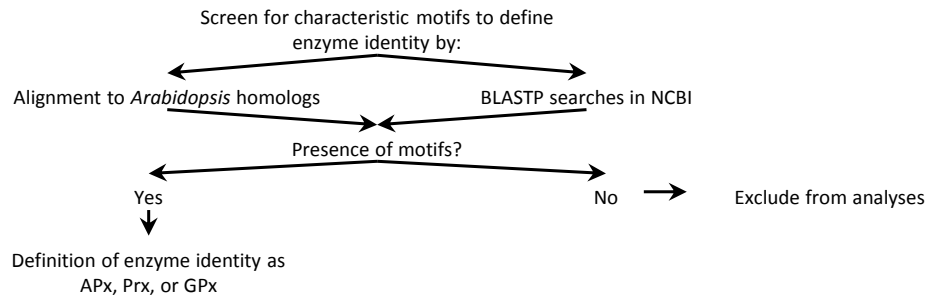 Screen for characteristic motifs to define
enzyme identity by:
Alignment to Arabidopsis homologs
BLASTP searches in NCBI
Presence of motifs?
Yes
No
Exclude from analyses
Definition of enzyme identity as
APx, Prx, or GPx